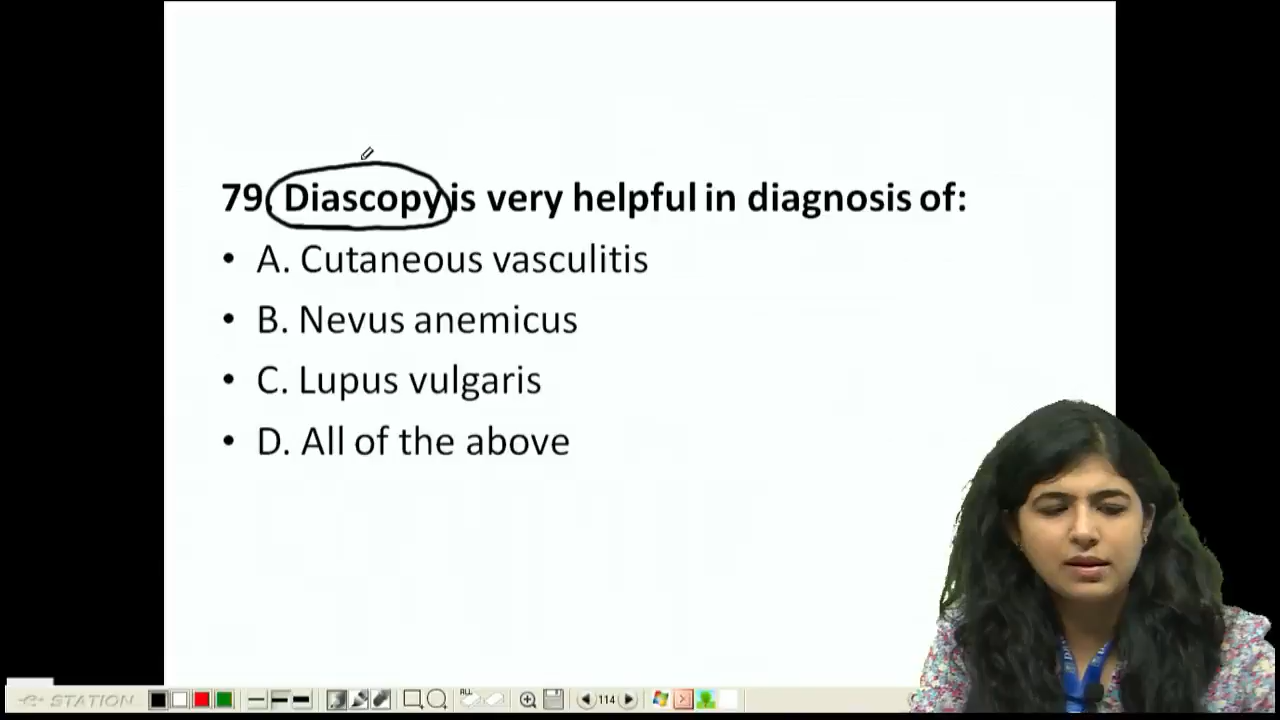 79. Diascopy is very helpful in diagnosis of:
• A. Cutaneous vasculitis
• B. Nevus anemicus
• C. Lupus vulgaris
• D. All of the above
STATION
ALL
114